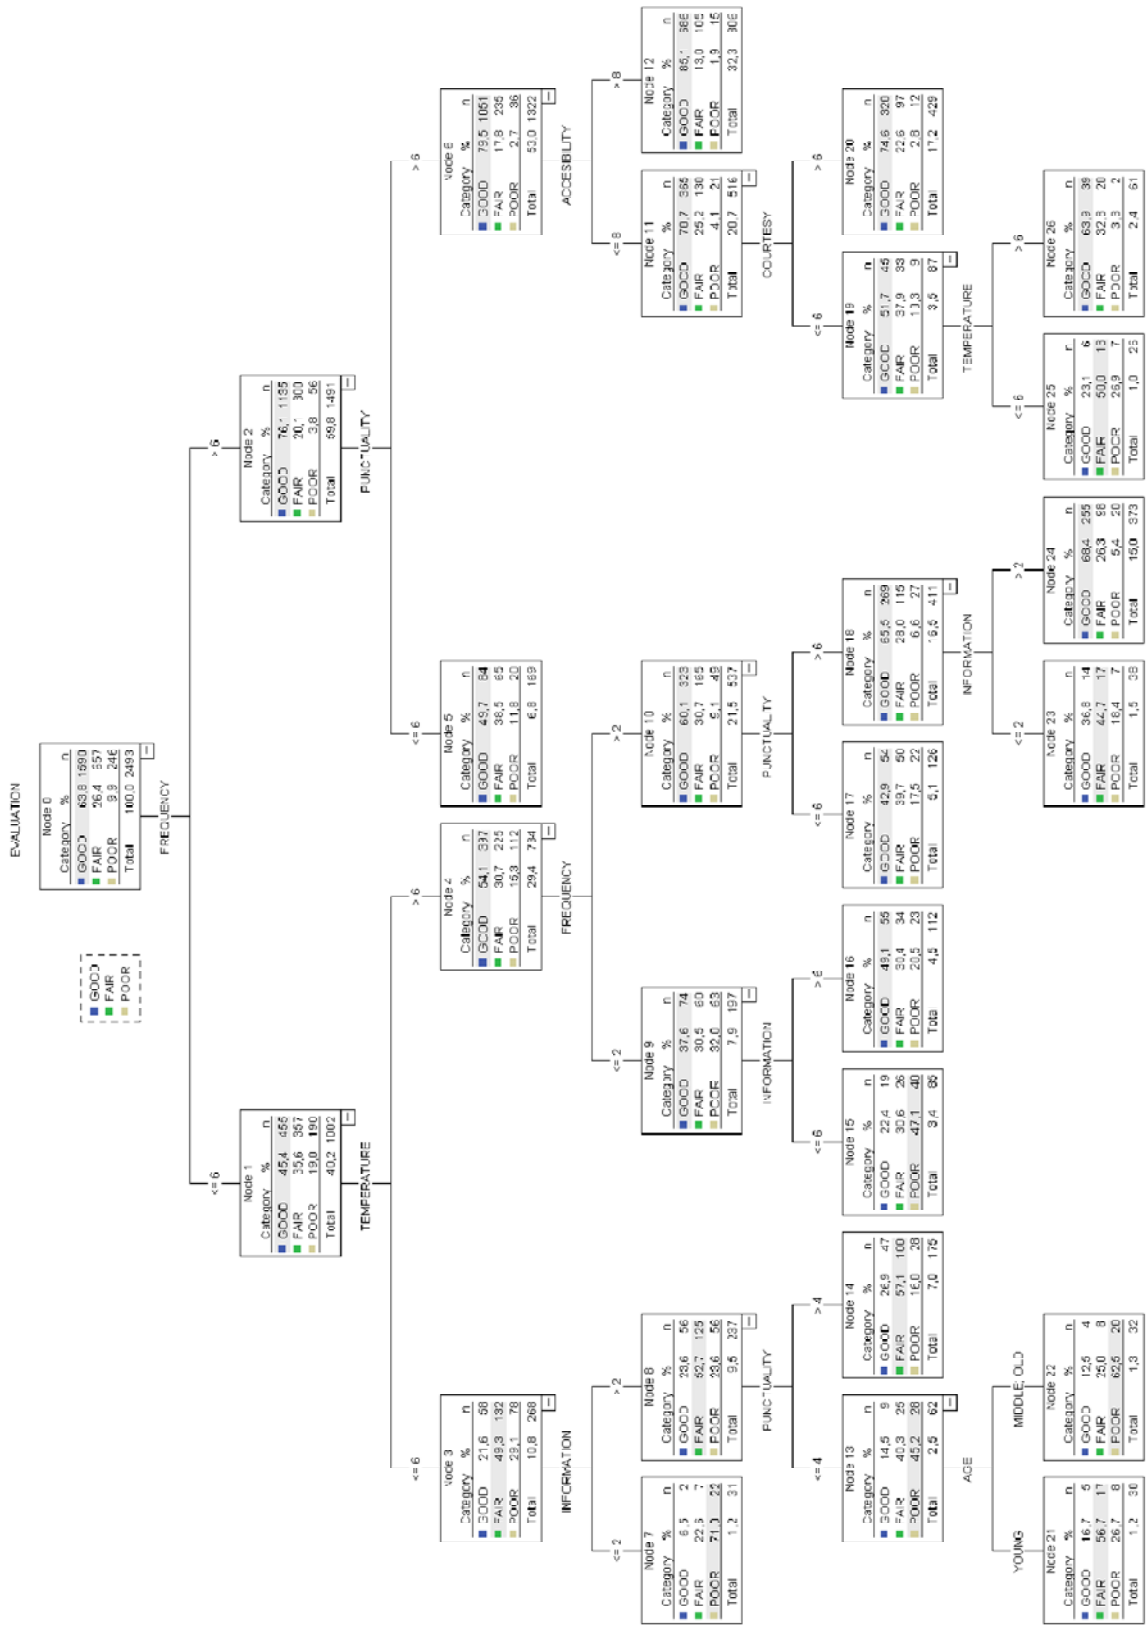 EVALUATION
GOOD
FAIR
POOR
Node 0
Category % n
GOOD 63,8 1590
FAIR 26,4 657
POOR 9,9 246
Total 100,0 2493
FREQUENCY
<= 6
> 6
Node 1
Category % n
GOOD 45,4 455
FAIR 35,6 357
POOR 19,0 190
Total 40,2 1002
TEMPERATURE
Node 2
Category % n
GOOD 76,1 1135
FAIR 20,1 300
POOR 3,8 56
Total 59,8 1491
PUNCTUALITY
<= 6
> 6
<= 6
> 6
Node 3
Category % n
GOOD 21,6 58
FAIR 49,3 132
POOR 29,1 78
Total 10,8 268
INFORMATION
Node 4
Category % n
GOOD 54,1 397
FAIR 30,7 225
POOR 15,3 112
Total 29,4 734
FREQUENCY
Node 5
Category % n
GOOD 49,7 84
FAIR 38,5 65
POOR 11,8 20
Total 6,8 169
Node 6
Category % n
GOOD 79,5 1051
FAIR 17,8 235
POOR 2,7 36
Total 53,0 1322
ACCESIBILITY
<= 2
> 2
<= 2
> 2
<= 8
> 8
Node 7
Category % n
GOOD 6,5 2
FAIR 22,6 7
POOR 71,0 22
Total 1,2 31
Node 8
Category % n
GOOD 23,6 56
FAIR 52,7 125
POOR 23,6 56
Total 9,5 237
PUNCTUALITY
Node 9
Category % n
GOOD 37,6 74
FAIR 30,5 60
POOR 32,0 63
Total 7,9 197
INFORMATION
Node 10
Category % n
GOOD 60,1 323
FAIR 30,7 165
POOR 9,1 49
Total 21,5 537
PUNCTUALITY
Node 11
Category % n
GOOD 70,7 365
FAIR 25,2 130
POOR 4,1 21
Total 20,7 516
COURTESY
Node 12
Category % n
GOOD 85,1 686
FAIR 13,0 105
POOR 1,9 15
Total 32,3 806
<= 4
> 4
<= 6
> 6
<= 6
> 6
<= 6
> 6
Node 13
Category % n
GOOD 14,5 9
FAIR 40,3 25
POOR 45,2 28
Total 2,5 62
AGE
Node 14
Category % n
GOOD 26,9 47
FAIR 57,1 100
POOR 16,0 28
Total 7,0 175
Node 15
Category % n
GOOD 22,4 19
FAIR 30,6 26
POOR 47,1 40
Total 3,4 85
Node 16
Category % n
GOOD 49,1 55
FAIR 30,4 34
POOR 20,5 23
Total 4,5 112
Node 17
Category % n
GOOD 42,9 54
FAIR 39,7 50
POOR 17,5 22
Total 5,1 126
Node 18
Category % n
GOOD 65,5 269
FAIR 28,0 115
POOR 6,6 27
Total 16,5 411
INFORMATION
Node 19
Category % n
GOOD 51,7 45
FAIR 37,9 33
POOR 10,3 9
Total 3,5 87
TEMPERATURE
Node 20
Category % n
GOOD 74,6 320
FAIR 22,6 97
POOR 2,8 12
Total 17,2 429
YOUNG
MIDDLE; OLD
<= 2
> 2
<= 6
> 6
Node 21
Category % n
GOOD 16,7 5
FAIR 56,7 17
POOR 26,7 8
Total 1,2 30
Node 22
Category % n
GOOD 12,5 4
FAIR 25,0 8
POOR 62,5 20
Total 1,3 32
Node 23
Category % n
GOOD 36,8 14
FAIR 44,7 17
POOR 18,4 7
Total 1,5 38
Node 24
Category % n
GOOD 68,4 255
FAIR 26,3 98
POOR 5,4 20
Total 15,0 373
Node 25
Category % n
GOOD 23,1 6
FAIR 50,0 13
POOR 26,9 7
Total 1,0 26
Node 26
Category % n
GOOD 63,9 39
FAIR 32,8 20
POOR 3,3 2
Total 2,4 61